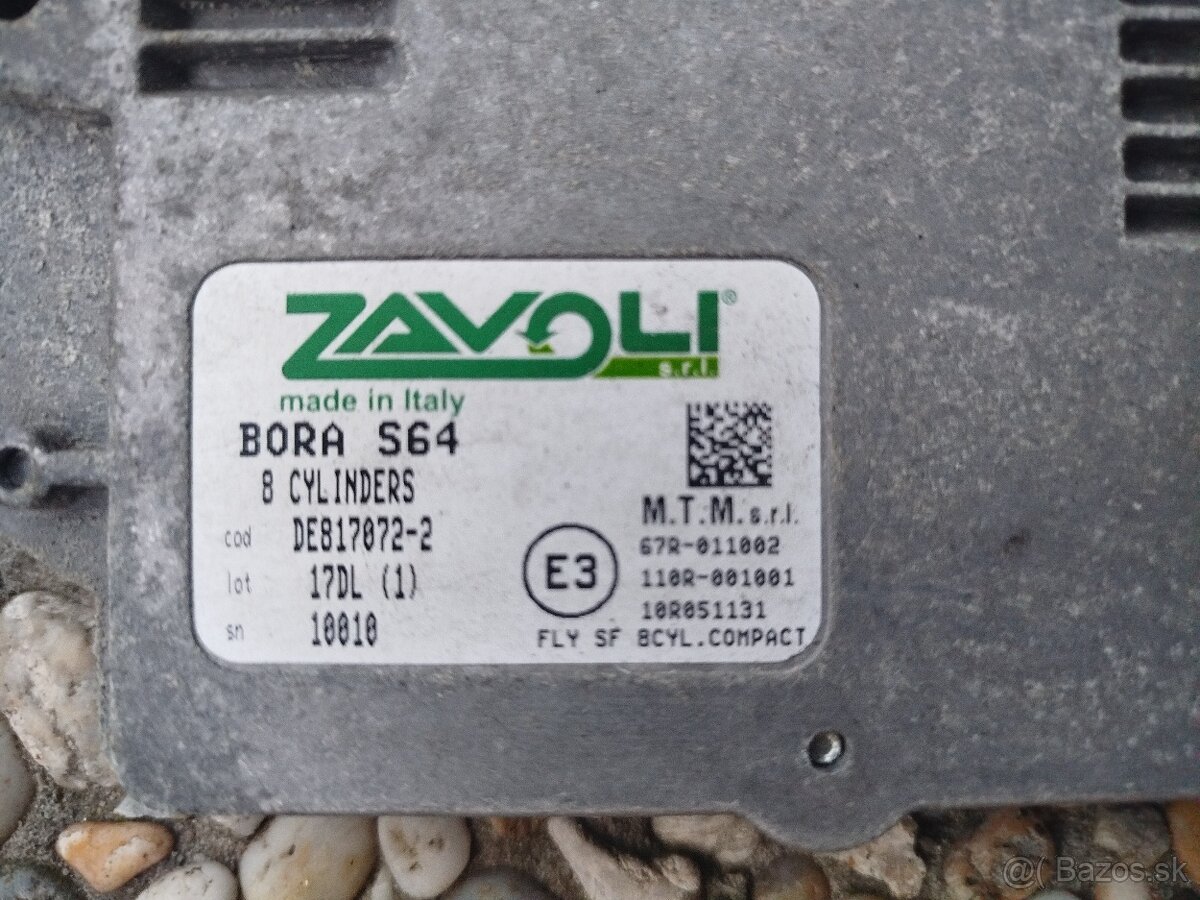 ZAVOLI®
s.r.l.
made in Italy
BORA S64
8 CYLINDERS
cod DE817072-2
lot 17DL (1)
sn 10010
M.T.M. s.r.l.
E3
67R-011002
110R-001001
10R051131
FLY SF 8CYL.COMPACT
@( Bazos.sk